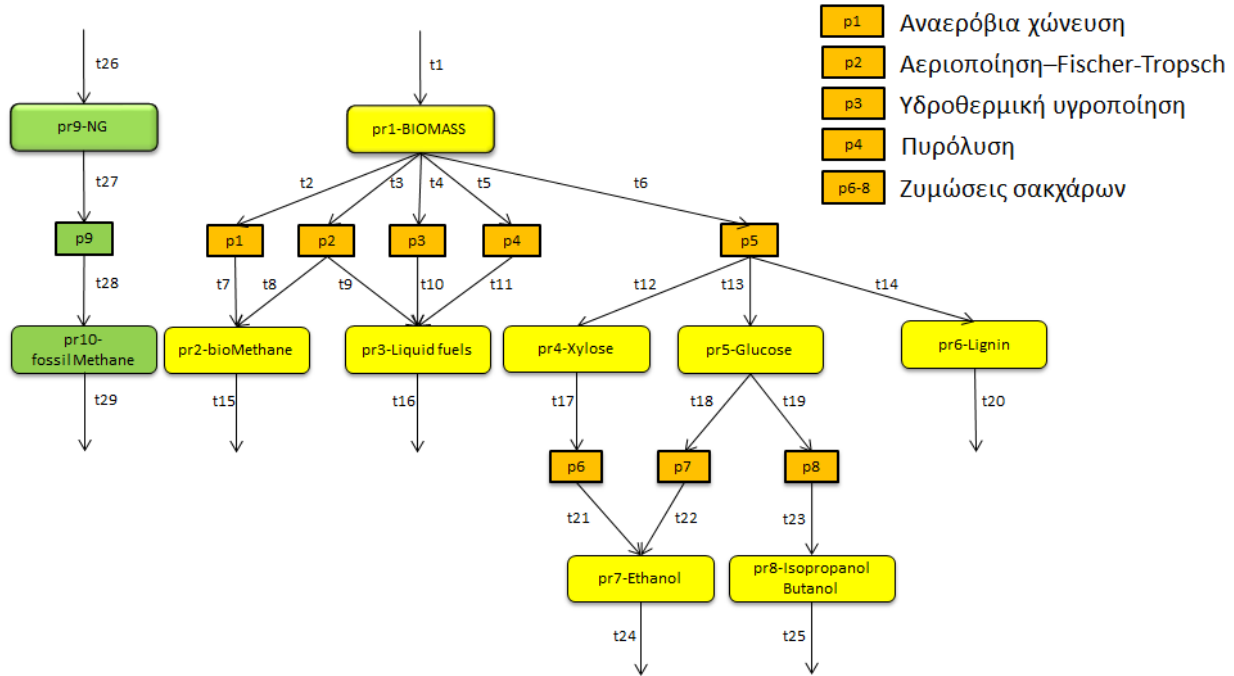 p1 Αναερόβια χώνευση
t26
t1
p2 Αεριοποίηση–Fischer-Tropsch
pr9-NG
pr1-BIOMASS
p3 Υδροθερμική υγροποίηση
p4 Πυρόλυση
p6-8 Ζυμώσεις σακχάρων
t27
t2
t3
t4
t5
t6
p9
p1
p2
p3
p4
p5
t28
t7
t8
t9
t10
t11
t12
t13
t14
pr10-
fossil Methane
pr2-bioMethane
pr3-Liquid fuels
pr4-Xylose
pr5-Glucose
pr6-Lignin
t29
t15
t16
t17
t18
t19
t20
p6
p7
p8
t21
t22
t23
pr7-Ethanol
pr8-Isopropanol
Butanol
t24
t25